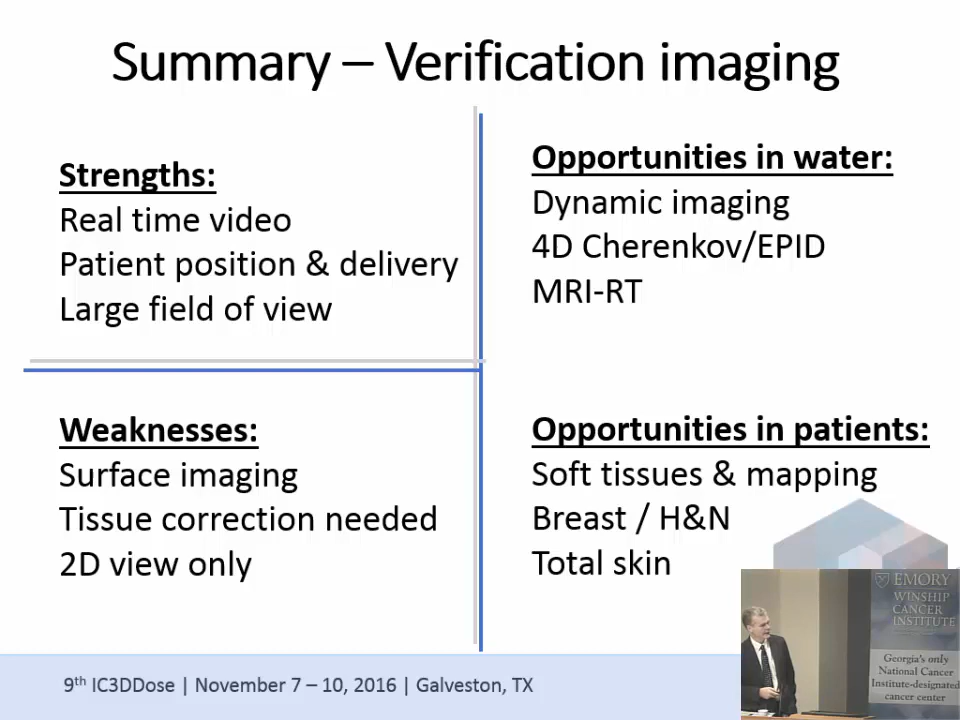 Summary – Verification imaging
Strengths:
Real time video
Patient position & delivery
Large field of view
Weaknesses:
Surface imaging
Tissue correction needed
2D view only
Opportunities in water:
Dynamic imaging
4D Cherenkov/EPID
MRI-RT
Opportunities in patients:
Soft tissues & mapping
Breast / H&N
Total skin
9th IC3DDose | November 7 – 10, 2016 | Galveston, TX
EMORY
WINSHIP
CANCER
INSTITUTE
Georgia's only
National Cancer
Institute-designated
cancer center